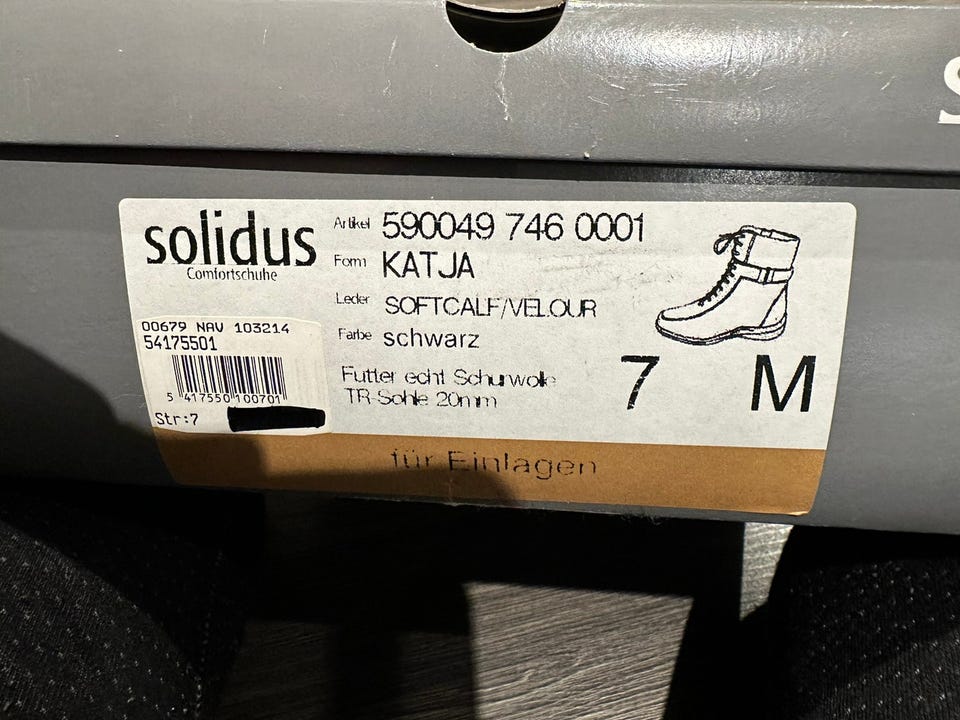 solidus
Comfortschuhe
Artikel 590049 746 0001
Form KATJA
Leder SOFTCALF/VELOUR
Farbe schwarz
Futter echt Schurwolle
TR-Sohle 20mm
7 M
00679 NAV 103214
54175501
5 417550 100701
Str:7
für Einlagen
S